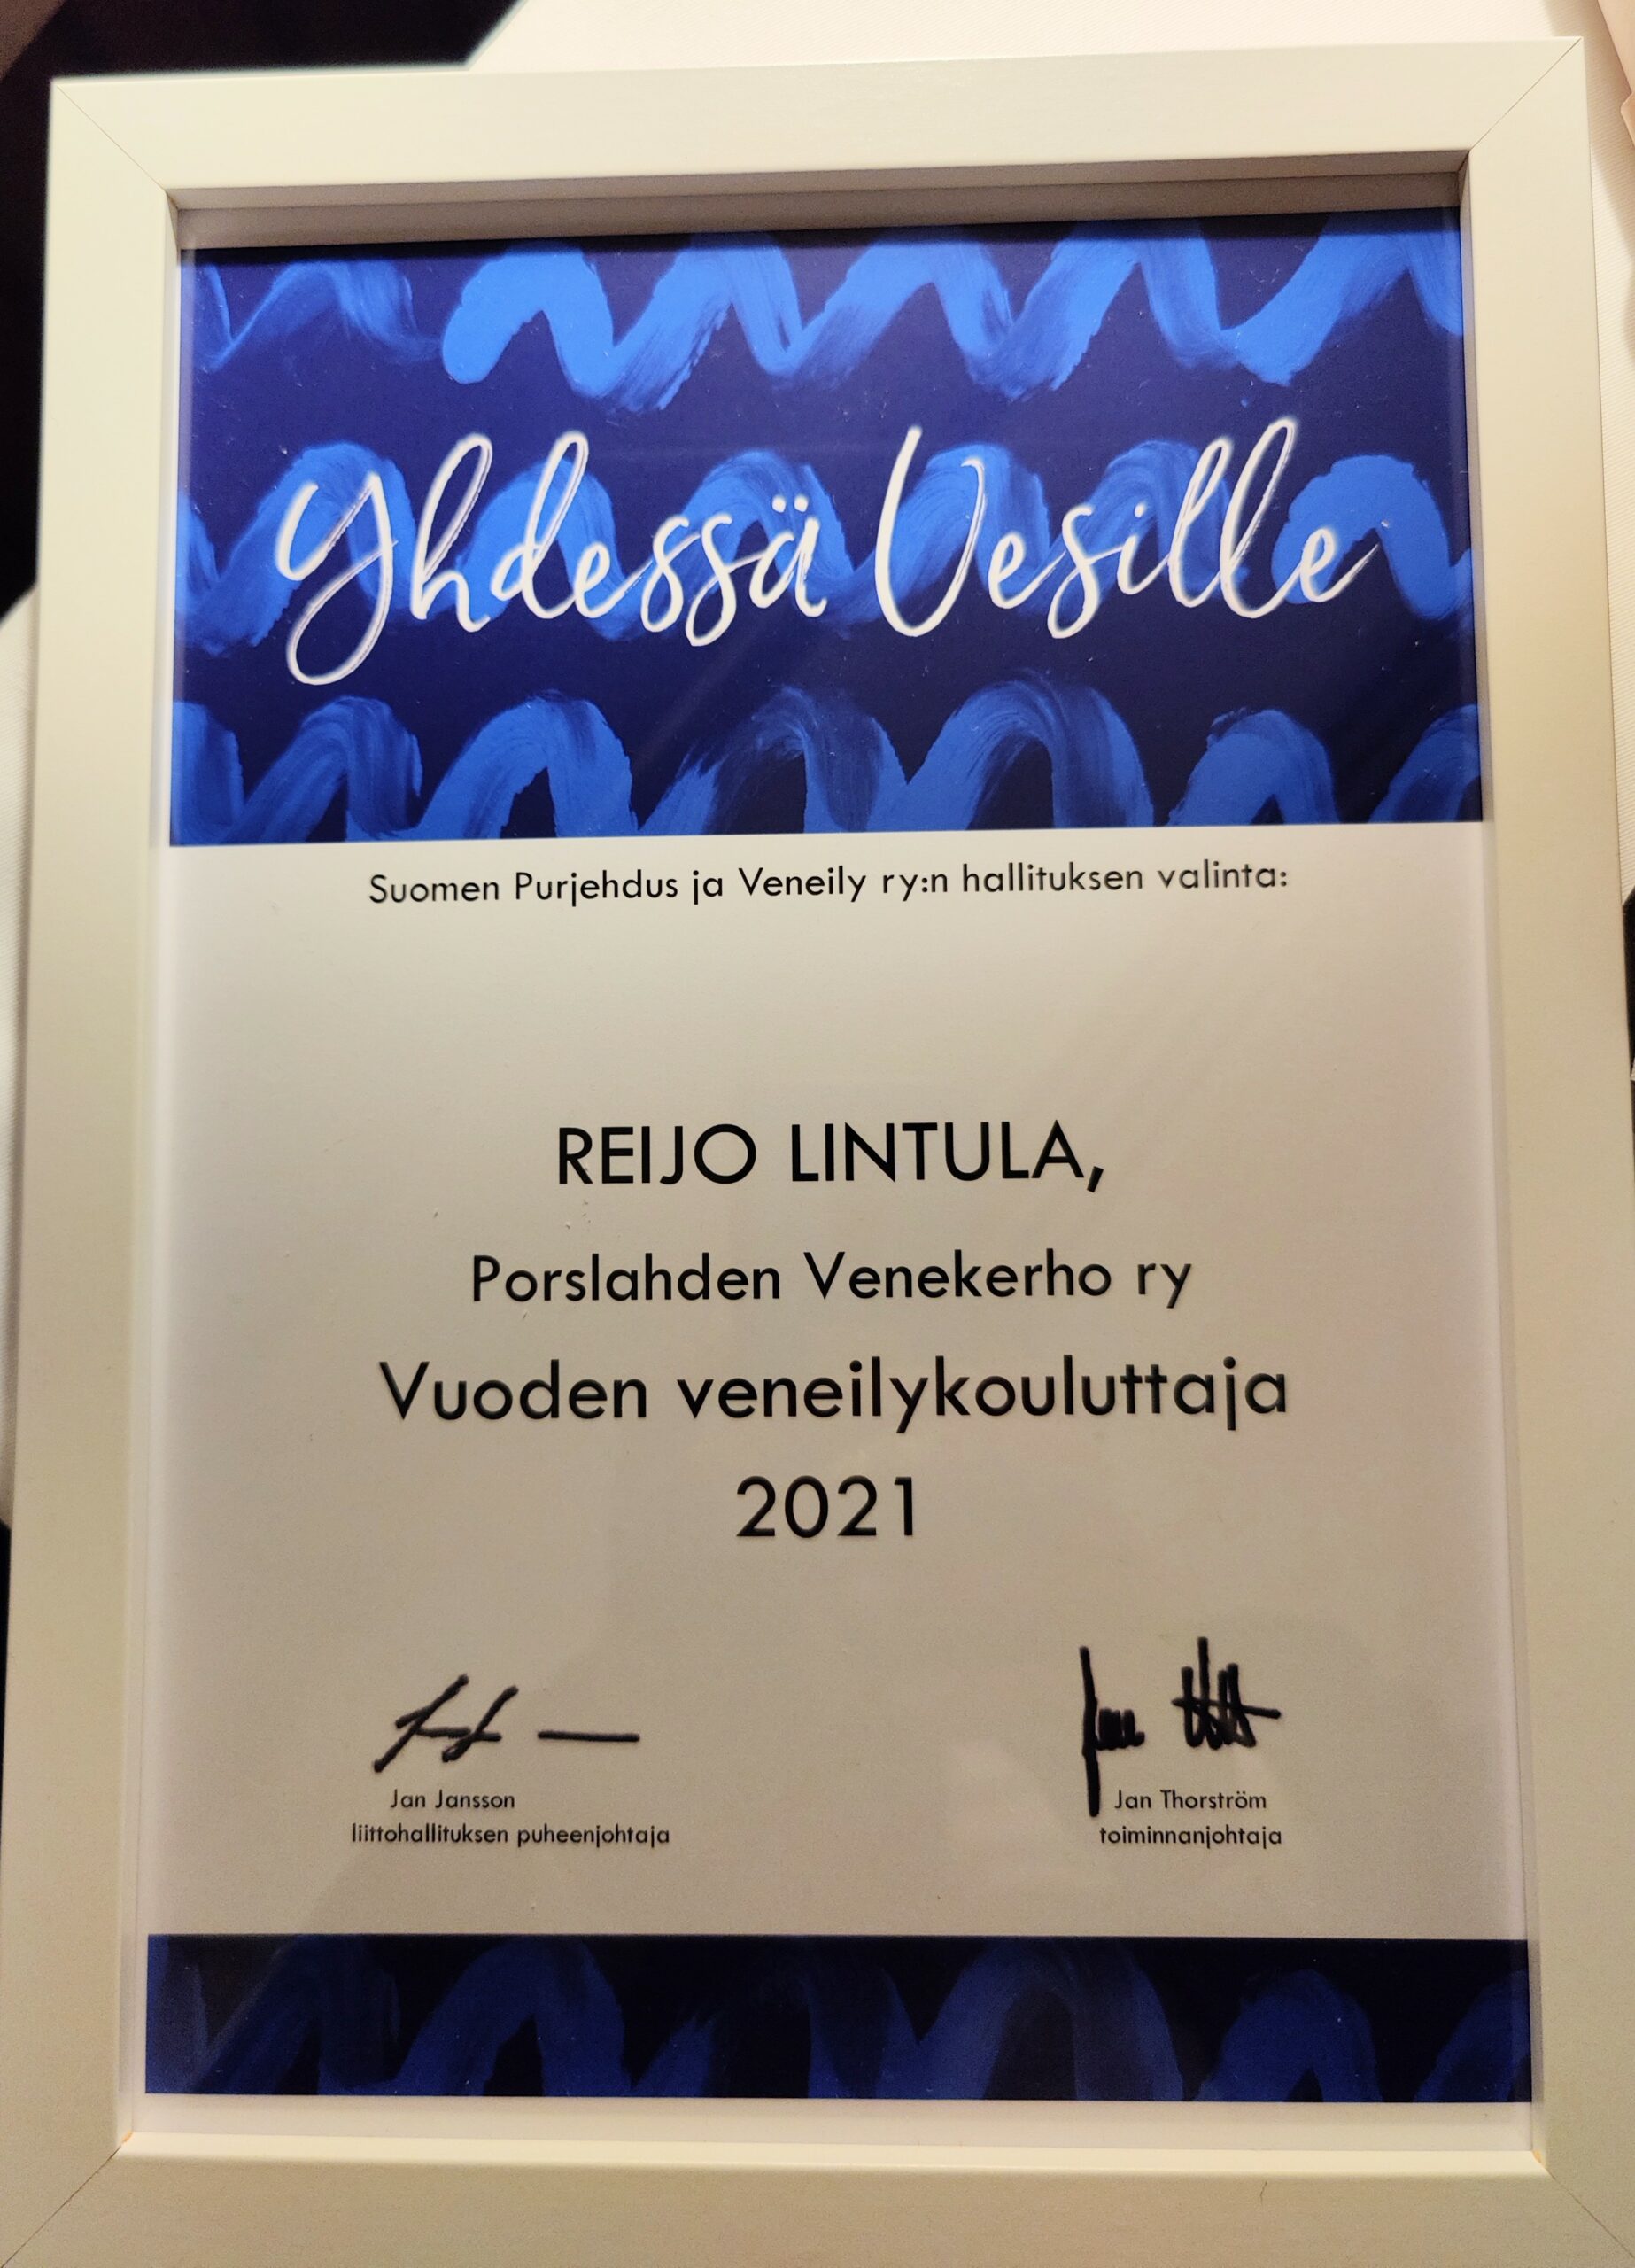 Yhdessä Vesille
Suomen Purjehdus ja Veneily ry:n hallituksen valinta:
REIJO LINTULA,
Porslahden Venekerho ry
Vuoden veneilykouluttaja
2021
Jan Jansson
liittohallituksen puheenjohtaja
Jan Thorström
toiminnanjohtaja